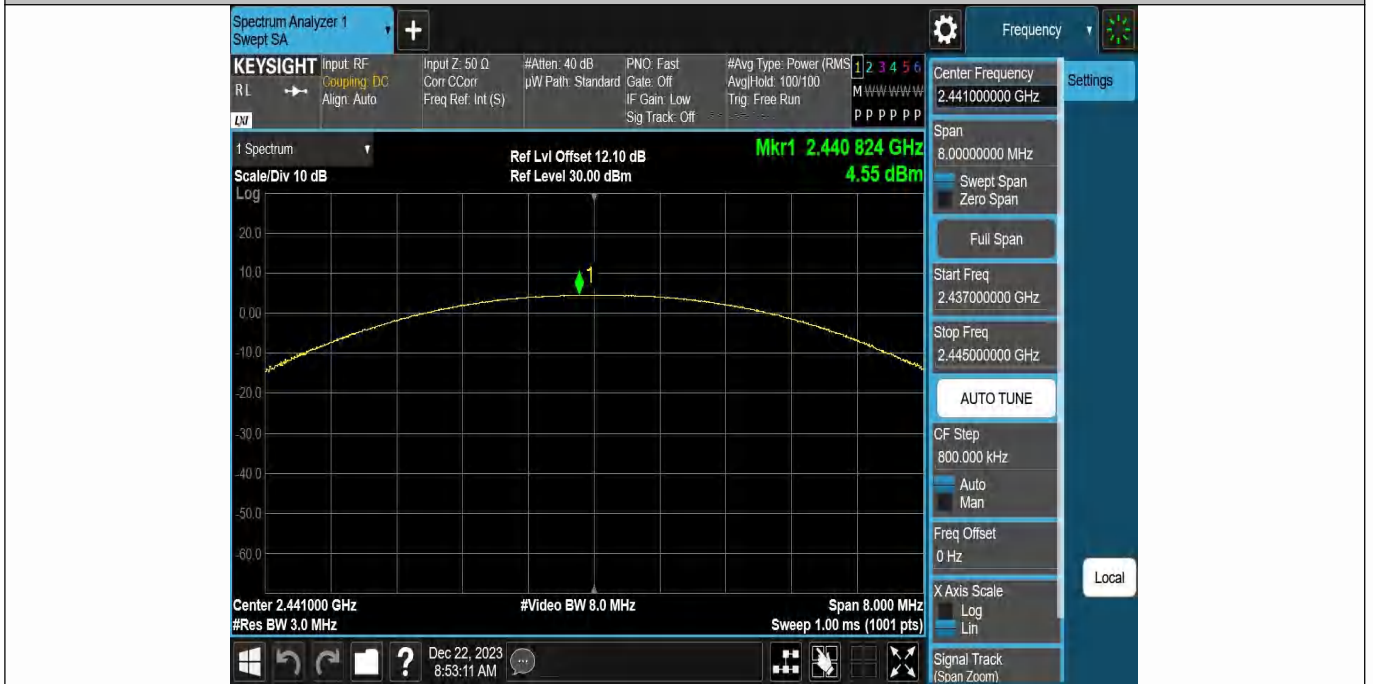 Spectrum Analyzer 1
Swept SA
+
Frequency
KEYSIGHT
RL
LXI
Input: RF
Coupling: DC
Align: Auto
Input Z: 50 Ω
Corr CCorr
Freq Ref: Int (S)
#Atten: 40 dB
µW Path: Standard
PNO: Fast
Gate: Off
IF Gain: Low
Sig Track: Off
#Avg Type: Power (RMS
Avg|Hold: 100/100
Trig: Free Run
1 2 3 4 5 6
M W W W W W
P P P P P P
1 Spectrum
Scale/Div 10 dB
Ref Lvl Offset 12.10 dB
Ref Level 30.00 dBm
Mkr1 2.440 824 GHz
4.55 dBm
Log
20.0
10.0
0.00
-10.0
-20.0
-30.0
-40.0
-50.0
-60.0
1
Center 2.441000 GHz
#Res BW 3.0 MHz
#Video BW 8.0 MHz
Span 8.000 MHz
Sweep 1.00 ms (1001 pts)
Dec 22, 2023
8:53:11 AM
Center Frequency
2.441000000 GHz
Settings
Span
8.00000000 MHz
Swept Span
Zero Span
Full Span
Start Freq
2.437000000 GHz
Stop Freq
2.445000000 GHz
AUTO TUNE
CF Step
800.000 kHz
Auto
Man
Freq Offset
0 Hz
X Axis Scale
Log
Lin
Local
Signal Track
(Span Zoom)